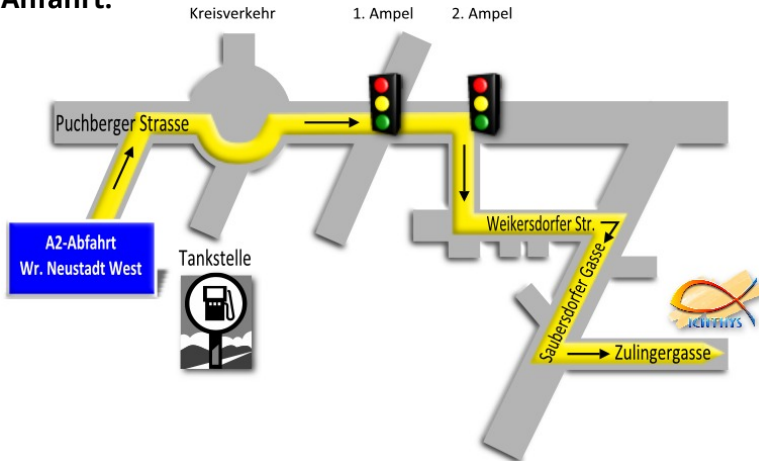 Anfahrt:
Kreisverkehr
1. Ampel
2. Ampel
Puchberger Strasse
A2-Abfahrt
Wr. Neustadt West
Tankstelle
Weikersdorfer Str.
Saubersdorfer Gasse
ICHTHYS
Zulingergasse